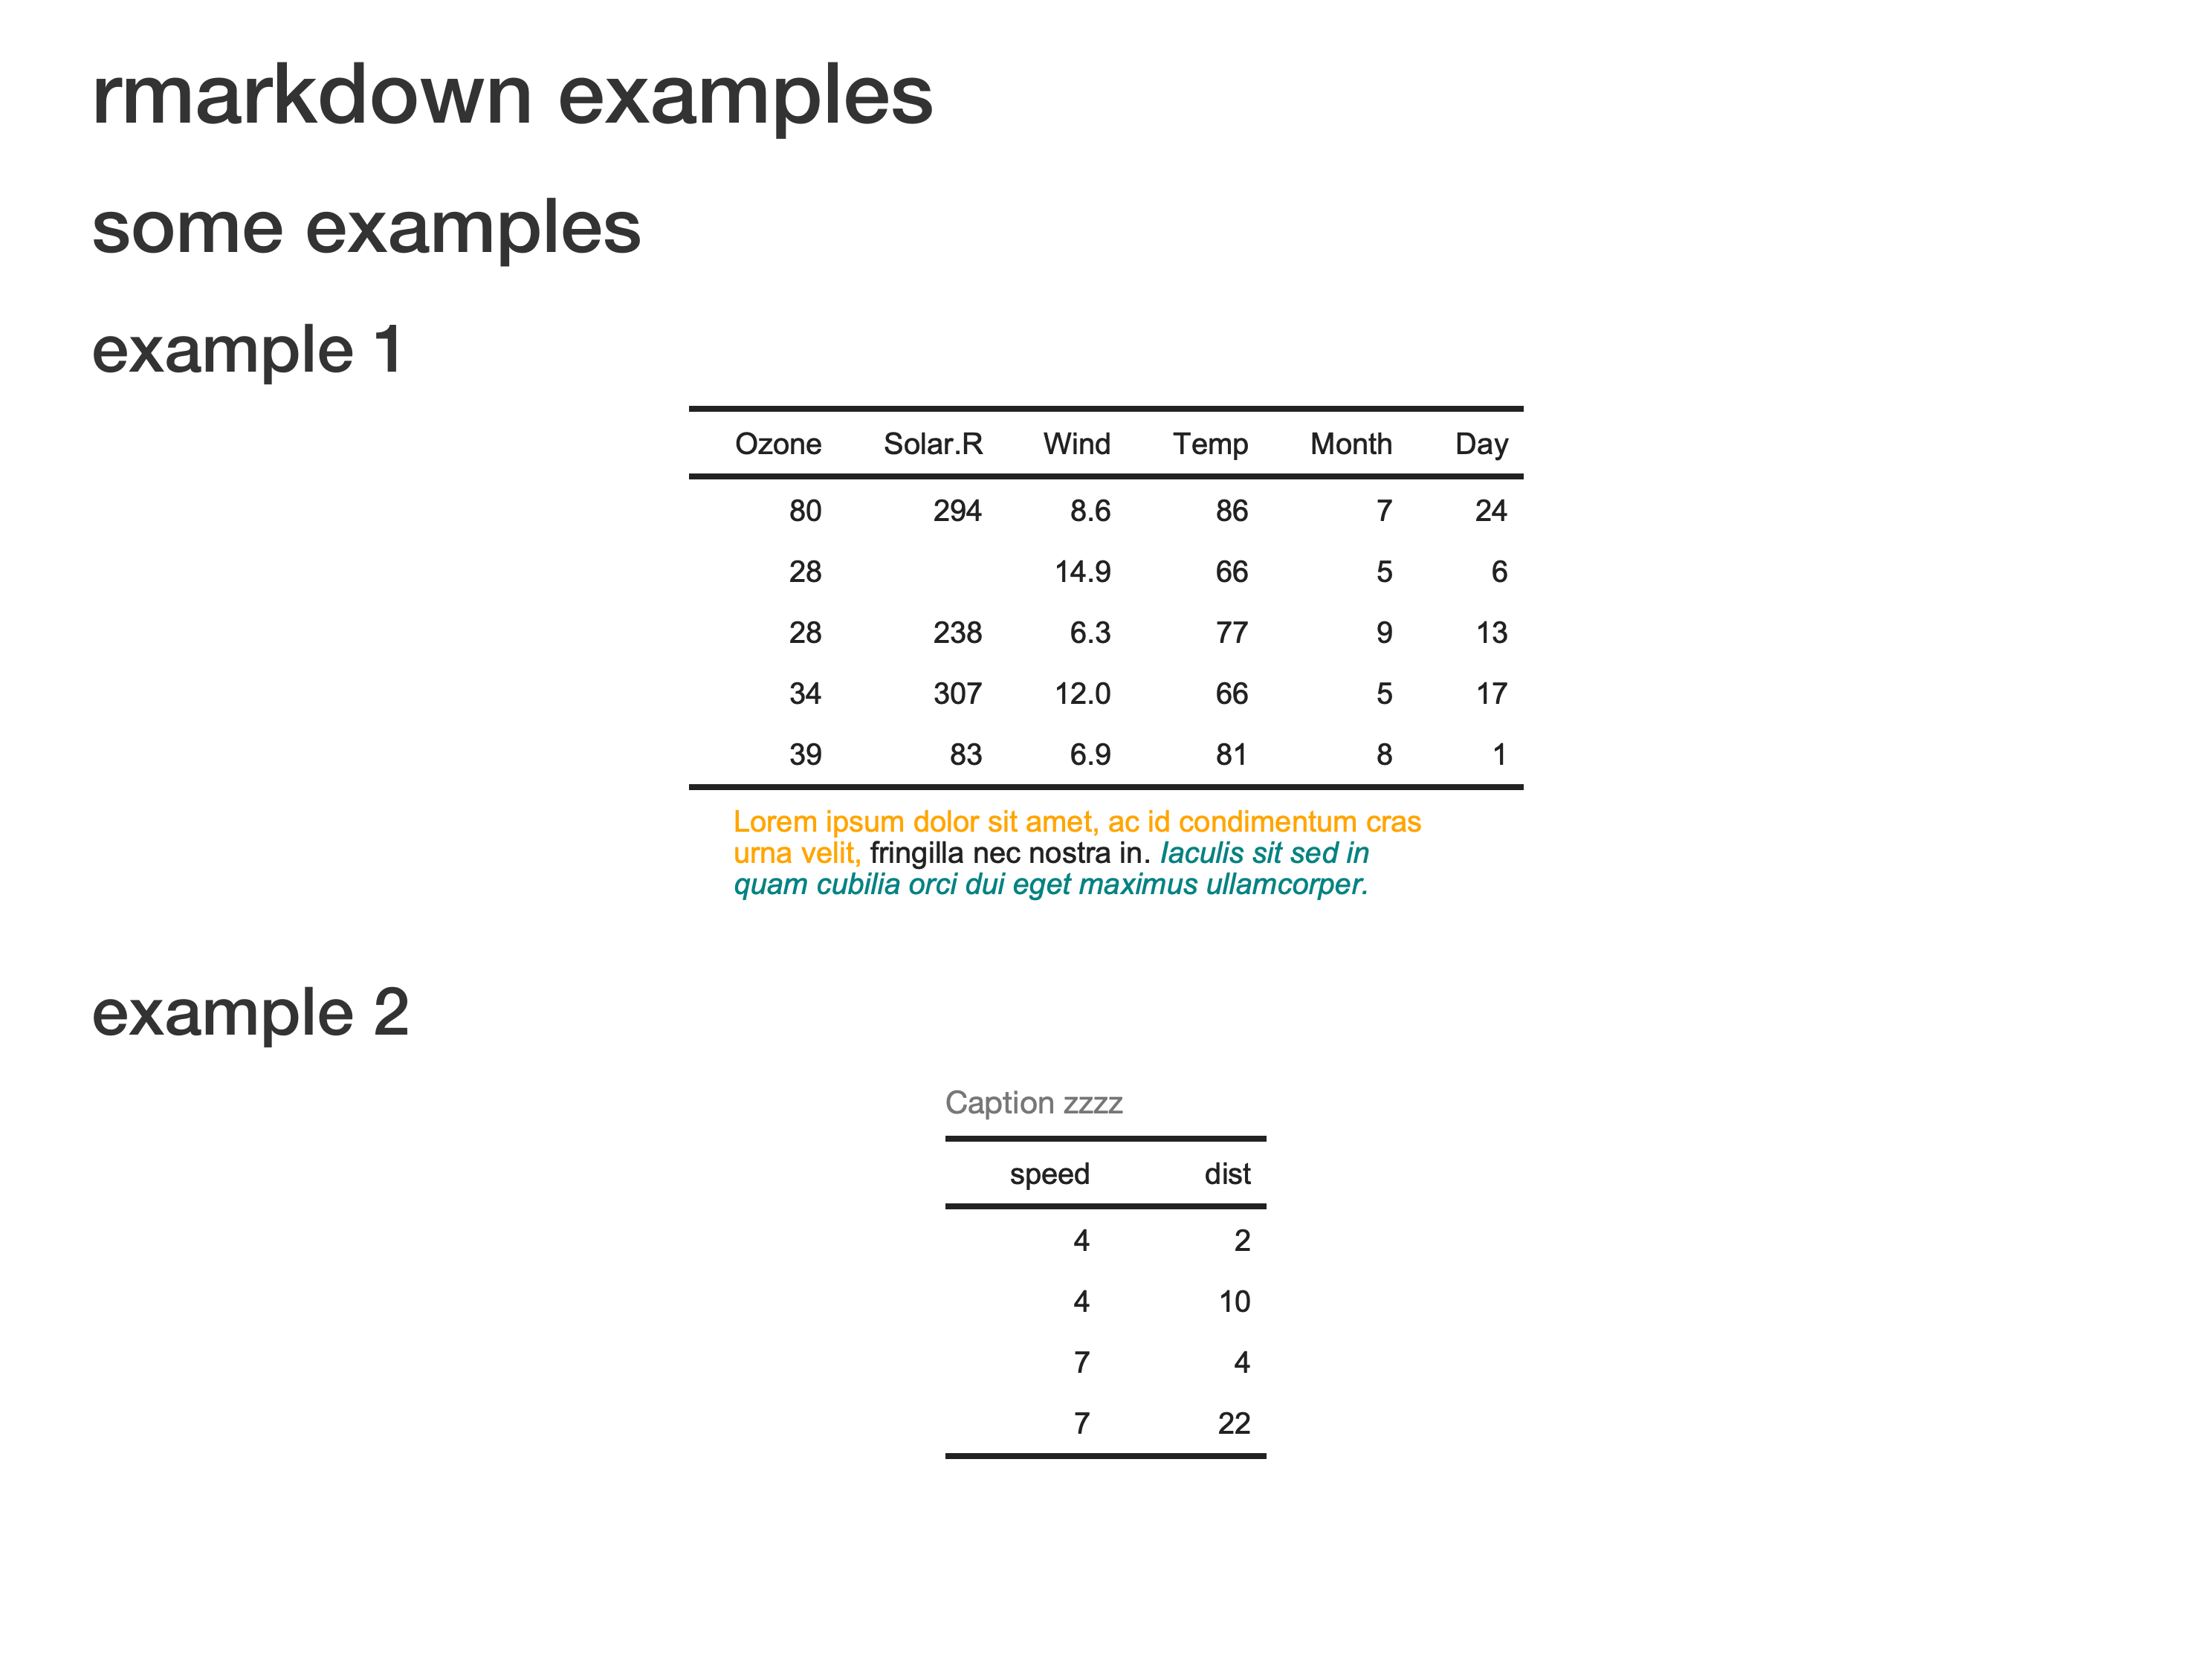 rmarkdown examples
some examples
example 1
Ozone Solar.R Wind Temp Month Day
80 294 8.6 86 7 24
28 14.9 66 5 6
28 238 6.3 77 9 13
34 307 12.0 66 5 17
39 83 6.9 81 8 1
Lorem ipsum dolor sit amet, ac id condimentum cras
urna velit, fringilla nec nostra in. Iaculis sit sed in
quam cubilia orci dui eget maximus ullamcorper.
example 2
Caption zzzz
speed dist
4 2
4 10
7 4
7 22